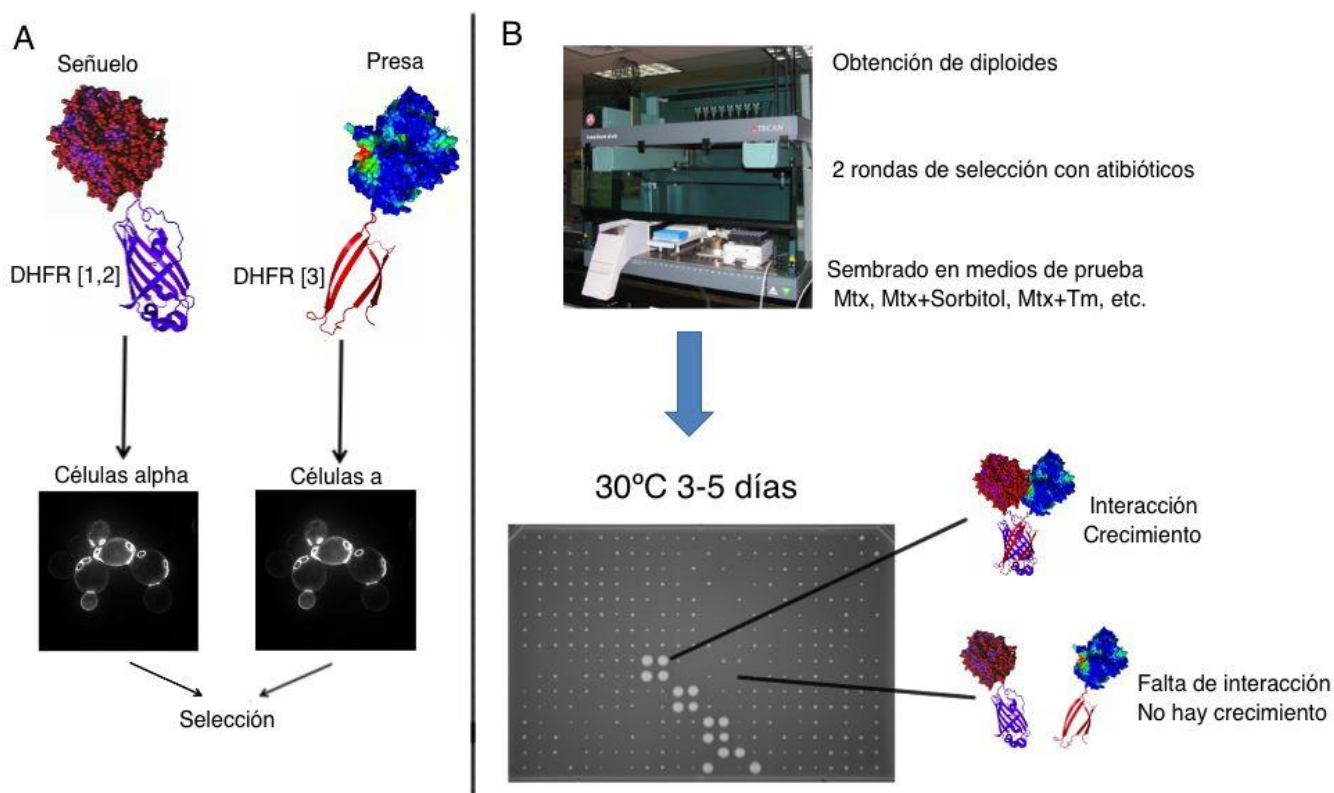 A
Señuelo
Presa
DHFR [1,2]
DHFR [3]
Células alpha
Células a
Selección
B
Obtención de diploides
2 rondas de selección con atibióticos
Sembrado en medios de prueba
Mtx, Mtx+Sorbitol, Mtx+Tm, etc.
30ºC 3-5 días
Interacción
Crecimiento
Falta de interacción
No hay crecimiento